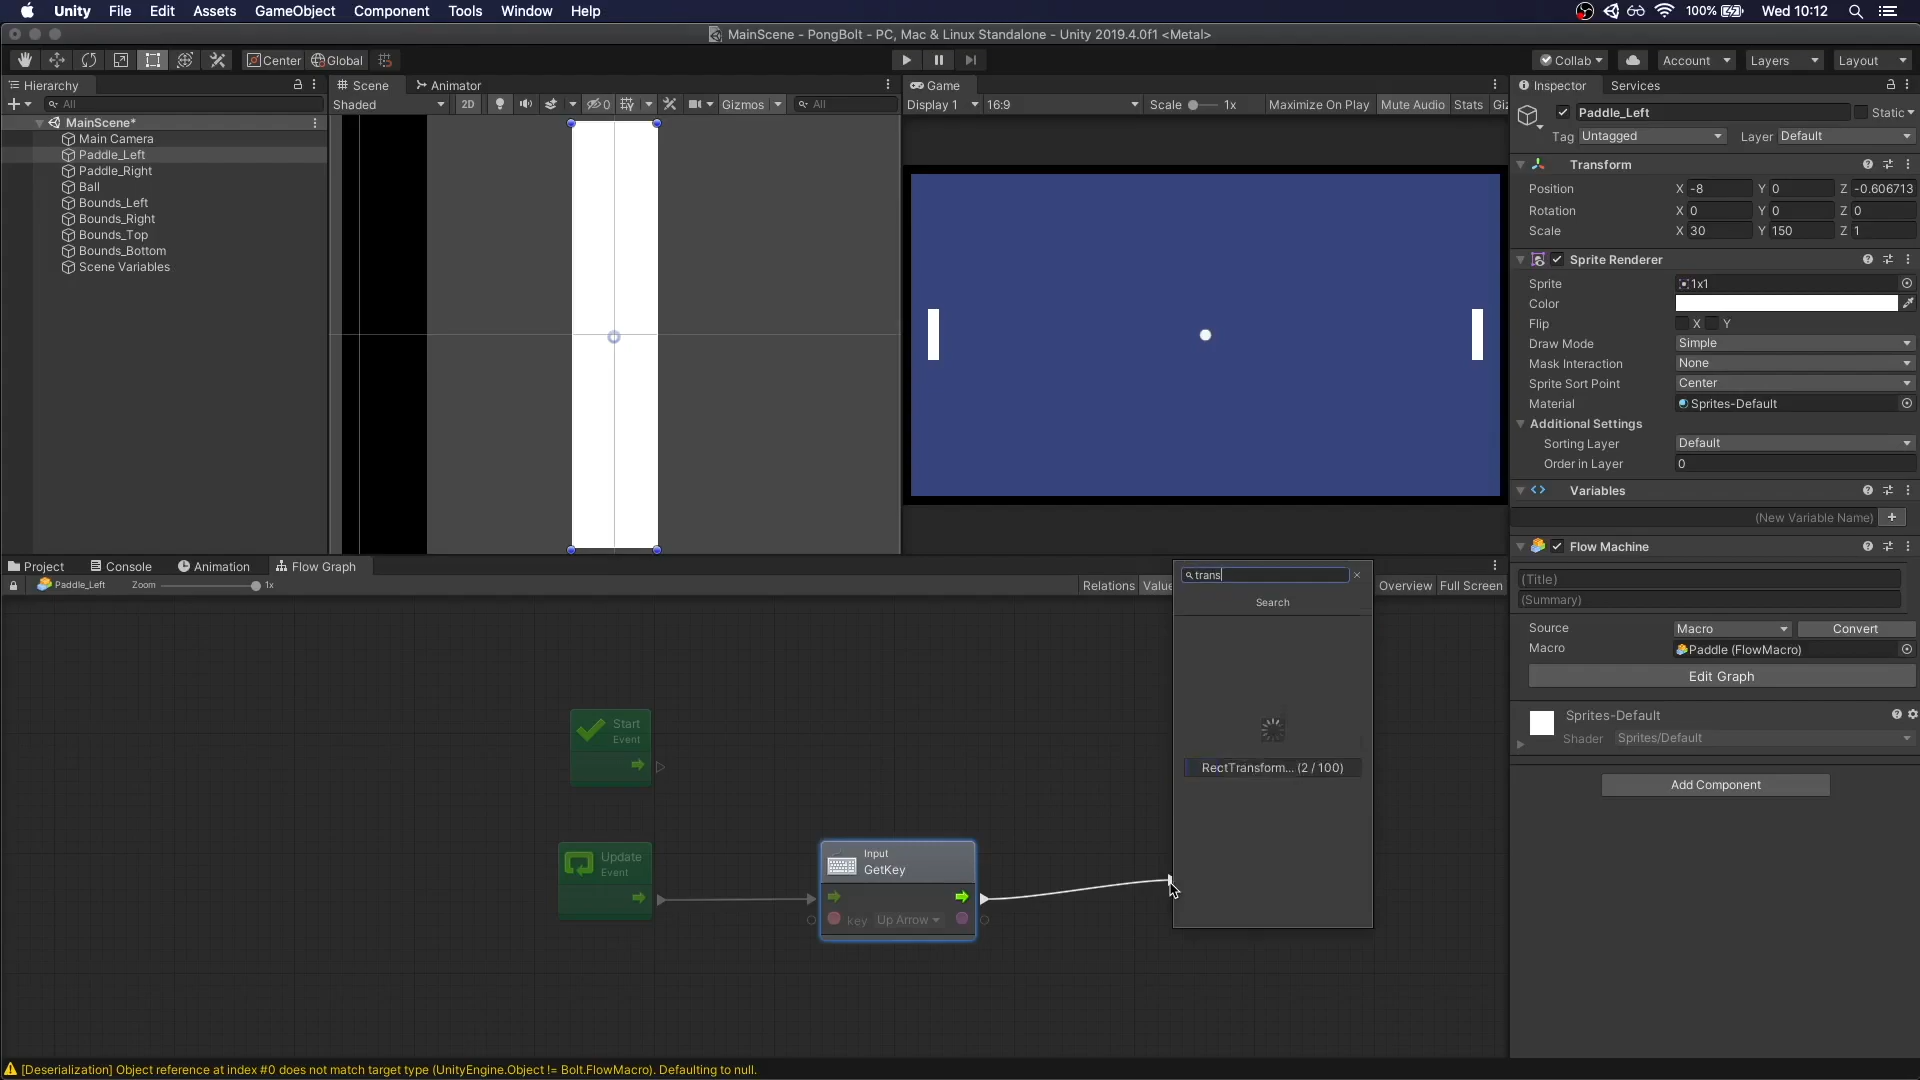 Unity File Edit Assets GameObject Component Tools Window Help 100% Wed 10:12
MainScene - PongBolt - PC, Mac & Linux Standalone - Unity 2019.4.0f1 <Metal>
Center Global Collab Account Layers Layout
Hierarchy Scene Animator Game Inspector Services
All Shaded 2D 0 Gizmos All Display 1 16:9 Scale 1x Maximize On Play Mute Audio Stats Giz
MainScene*
Main Camera
Paddle_Left
Paddle_Right
Ball
Bounds_Left
Bounds_Right
Bounds_Top
Bounds_Bottom
Scene Variables
Paddle_Left Static
Tag Untagged Layer Default
Transform
Position X -8 Y 0 Z -0.606713
Rotation X 0 Y 0 Z 0
Scale X 30 Y 150 Z 1
Sprite Renderer
Sprite 1x1
Color
Flip X Y
Draw Mode Simple
Mask Interaction None
Sprite Sort Point Center
Material Sprites-Default
Additional Settings
Sorting Layer Default
Order in Layer 0
Variables
(New Variable Name) +
Flow Machine
(Title)
(Summary)
Source Macro Convert
Macro Paddle (FlowMacro)
Edit Graph
Sprites-Default
Shader Sprites/Default
Add Component
Project Console Animation Flow Graph
Paddle_Left Zoom 1x Relations Value Overview Full Screen
trans
Search
RectTransform... (2 / 100)
Start
Event
Update
Event
Input
GetKey
key Up Arrow
[Deserialization] Object reference at index #0 does not match target type (UnityEngine.Object != Bolt.FlowMacro). Defaulting to null.